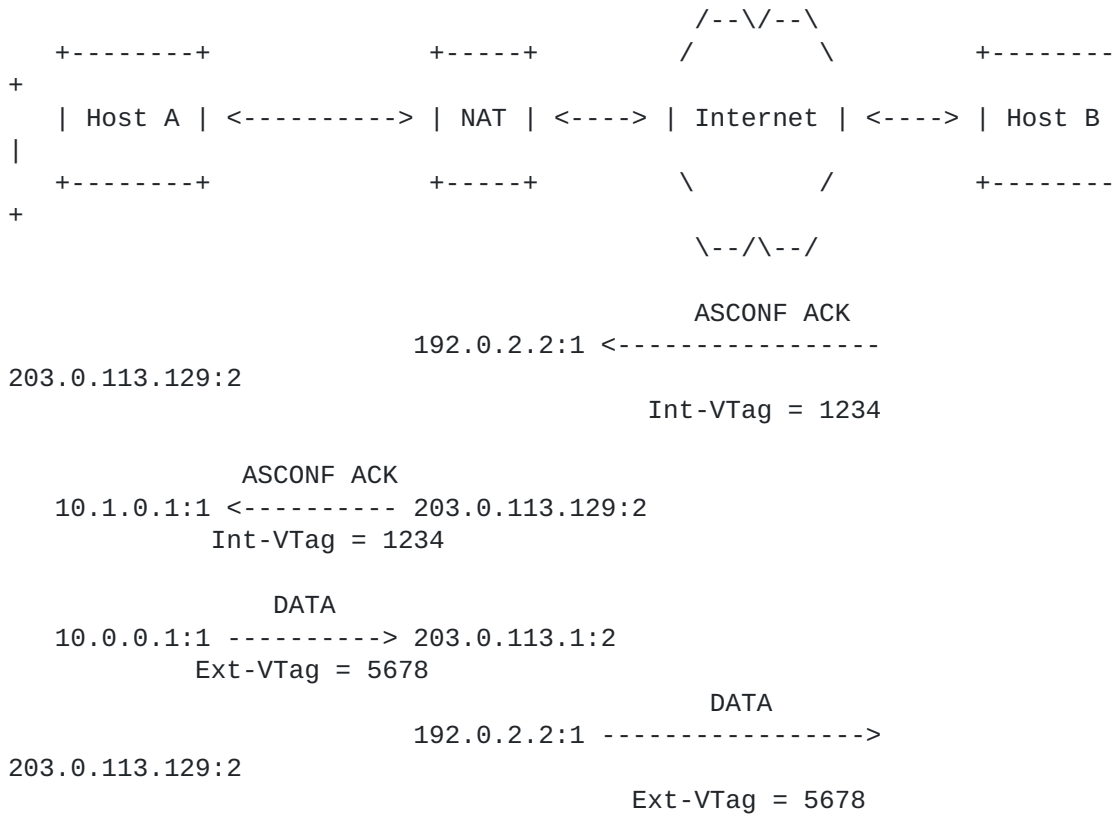 /--\/--\
   +--------+              +-----+         /        \         +--------
+
   | Host A | <----------> | NAT | <----> | Internet | <----> | Host B
|
   +--------+              +-----+         \        /         +--------
+
                                            \--/\--/

                                            ASCONF ACK
                          192.0.2.2:1 <-----------------
203.0.113.129:2
                                         Int-VTag = 1234

               ASCONF ACK
   10.1.0.1:1 <---------- 203.0.113.129:2
             Int-VTag = 1234

                 DATA
   10.0.0.1:1 ----------> 203.0.113.1:2
            Ext-VTag = 5678
                                             DATA
                          192.0.2.2:1 ----------------->
203.0.113.129:2
                                        Ext-VTag = 5678